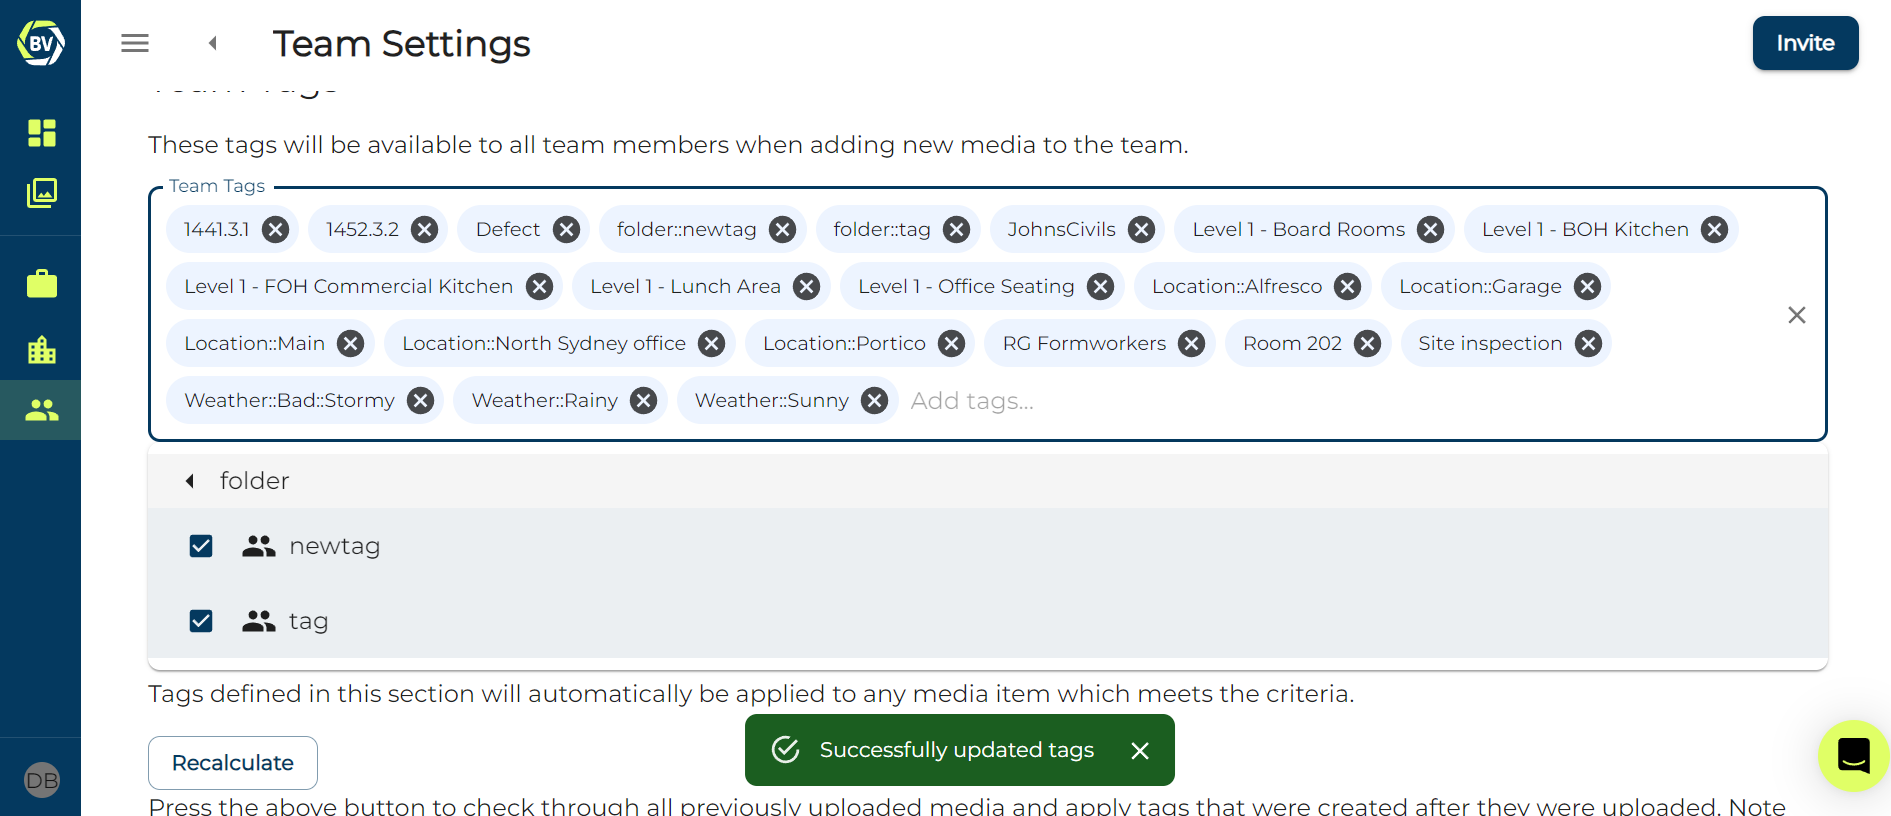 BV
Team Settings
Invite
Team Tags
These tags will be available to all team members when adding new media to the team.
Team Tags
1441.3.1 1452.3.2 Defect folder::newtag folder::tag JohnsCivils Level 1 - Board Rooms Level 1 - BOH Kitchen
Level 1 - FOH Commercial Kitchen Level 1 - Lunch Area Level 1 - Office Seating Location::Alfresco Location::Garage
Location::Main Location::North Sydney office Location::Portico RG Formworkers Room 202 Site inspection
Weather::Bad::Stormy Weather::Rainy Weather::Sunny Add tags...
folder
newtag
tag
Tags defined in this section will automatically be applied to any media item which meets the criteria.
Successfully updated tags
Recalculate
DB
Press the above button to check through all previously uploaded media and apply tags that were created after they were uploaded. Note